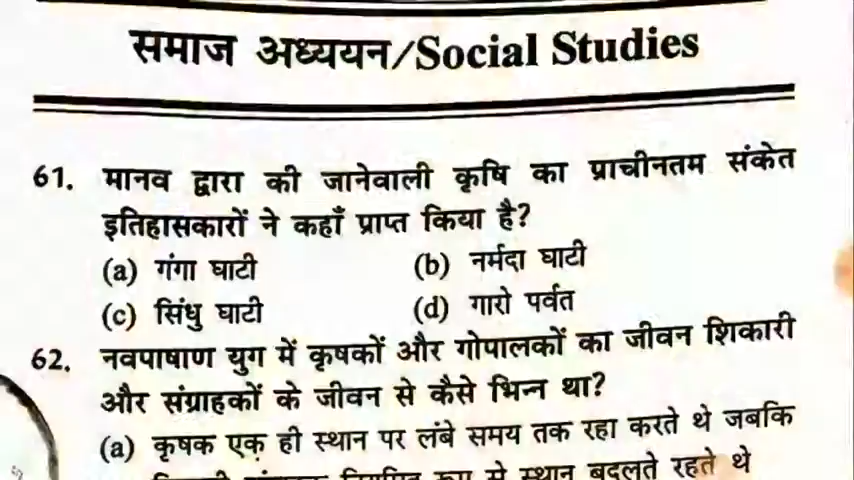 समाज अध्ययन/Social Studies
61. मानव द्वारा की जानेवाली कृषि का प्राचीनतम संकेत
इतिहासकारों ने कहाँ प्राप्त किया है?
(a) गंगा घाटी (b) नर्मदा घाटी
(c) सिंधु घाटी (d) गारो पर्वत
62. नवपाषाण युग में कृषकों और गोपालकों का जीवन शिकारी
और संग्राहकों के जीवन से कैसे भिन्न था?
(a) कृषक एक ही स्थान पर लंबे समय तक रहा करते थे जबकि
स्थान बदलते रहते थे